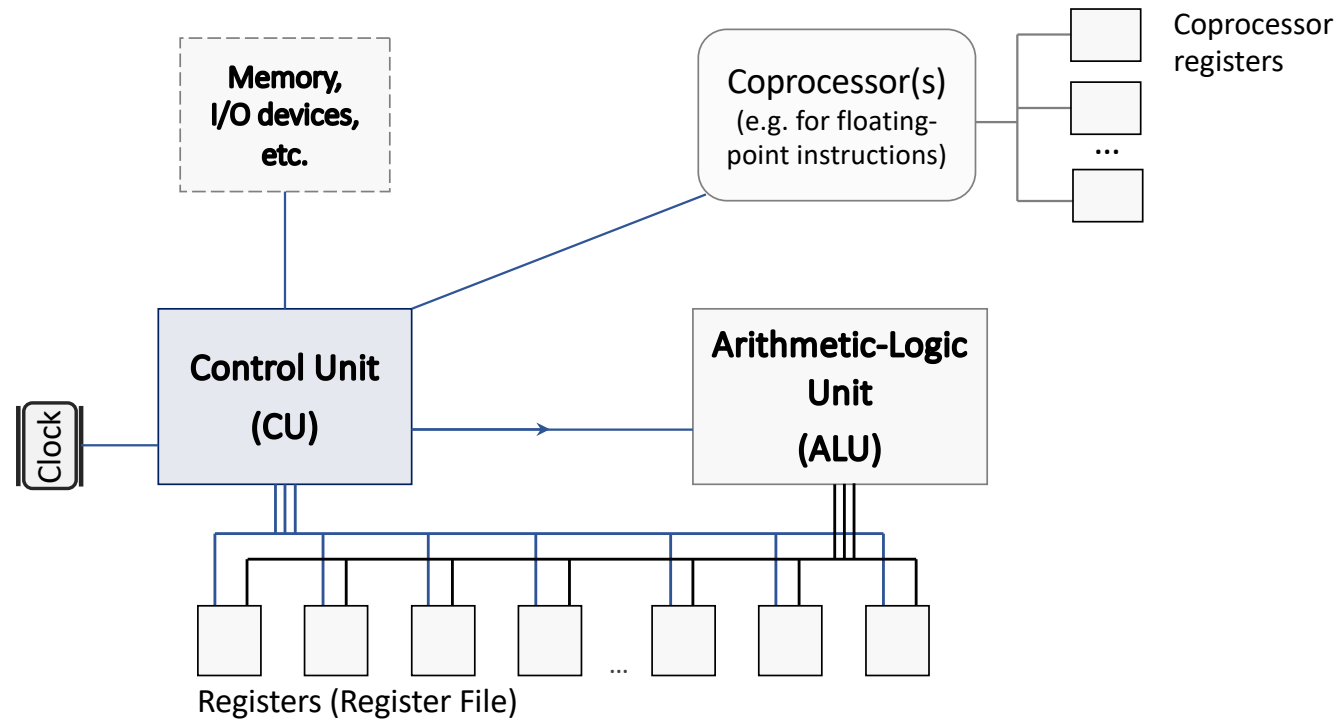 Memory,
I/O devices,
etc.
Coprocessor(s)
(e.g. for floating-
point instructions)
Coprocessor
registers
...
Control Unit
(CU)
Arithmetic-Logic
Unit
(ALU)
Clock
...
Registers (Register File)